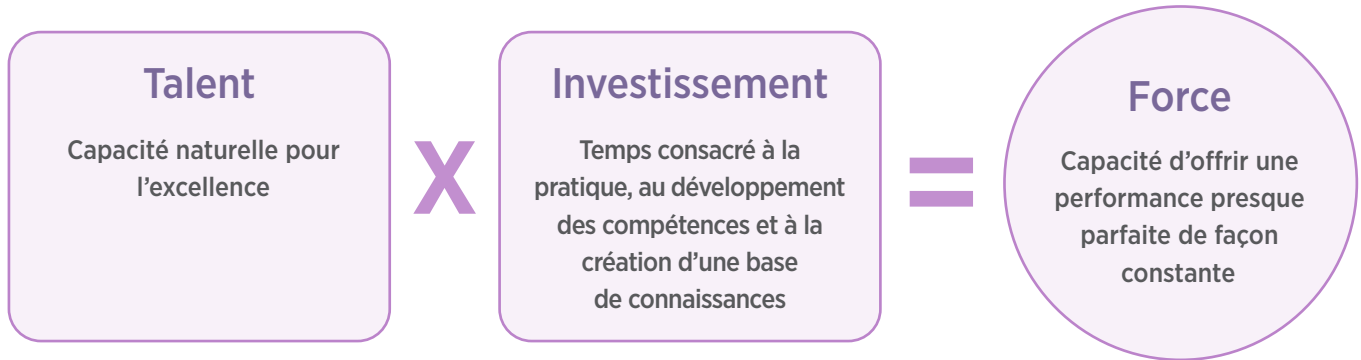 Talent
Capacité naturelle pour
l’excellence
X
Investissement
Temps consacré à la
pratique, au développement
des compétences et à la
création d’une base
de connaissances
=
Force
Capacité d’offrir une
performance presque
parfaite de façon
constante